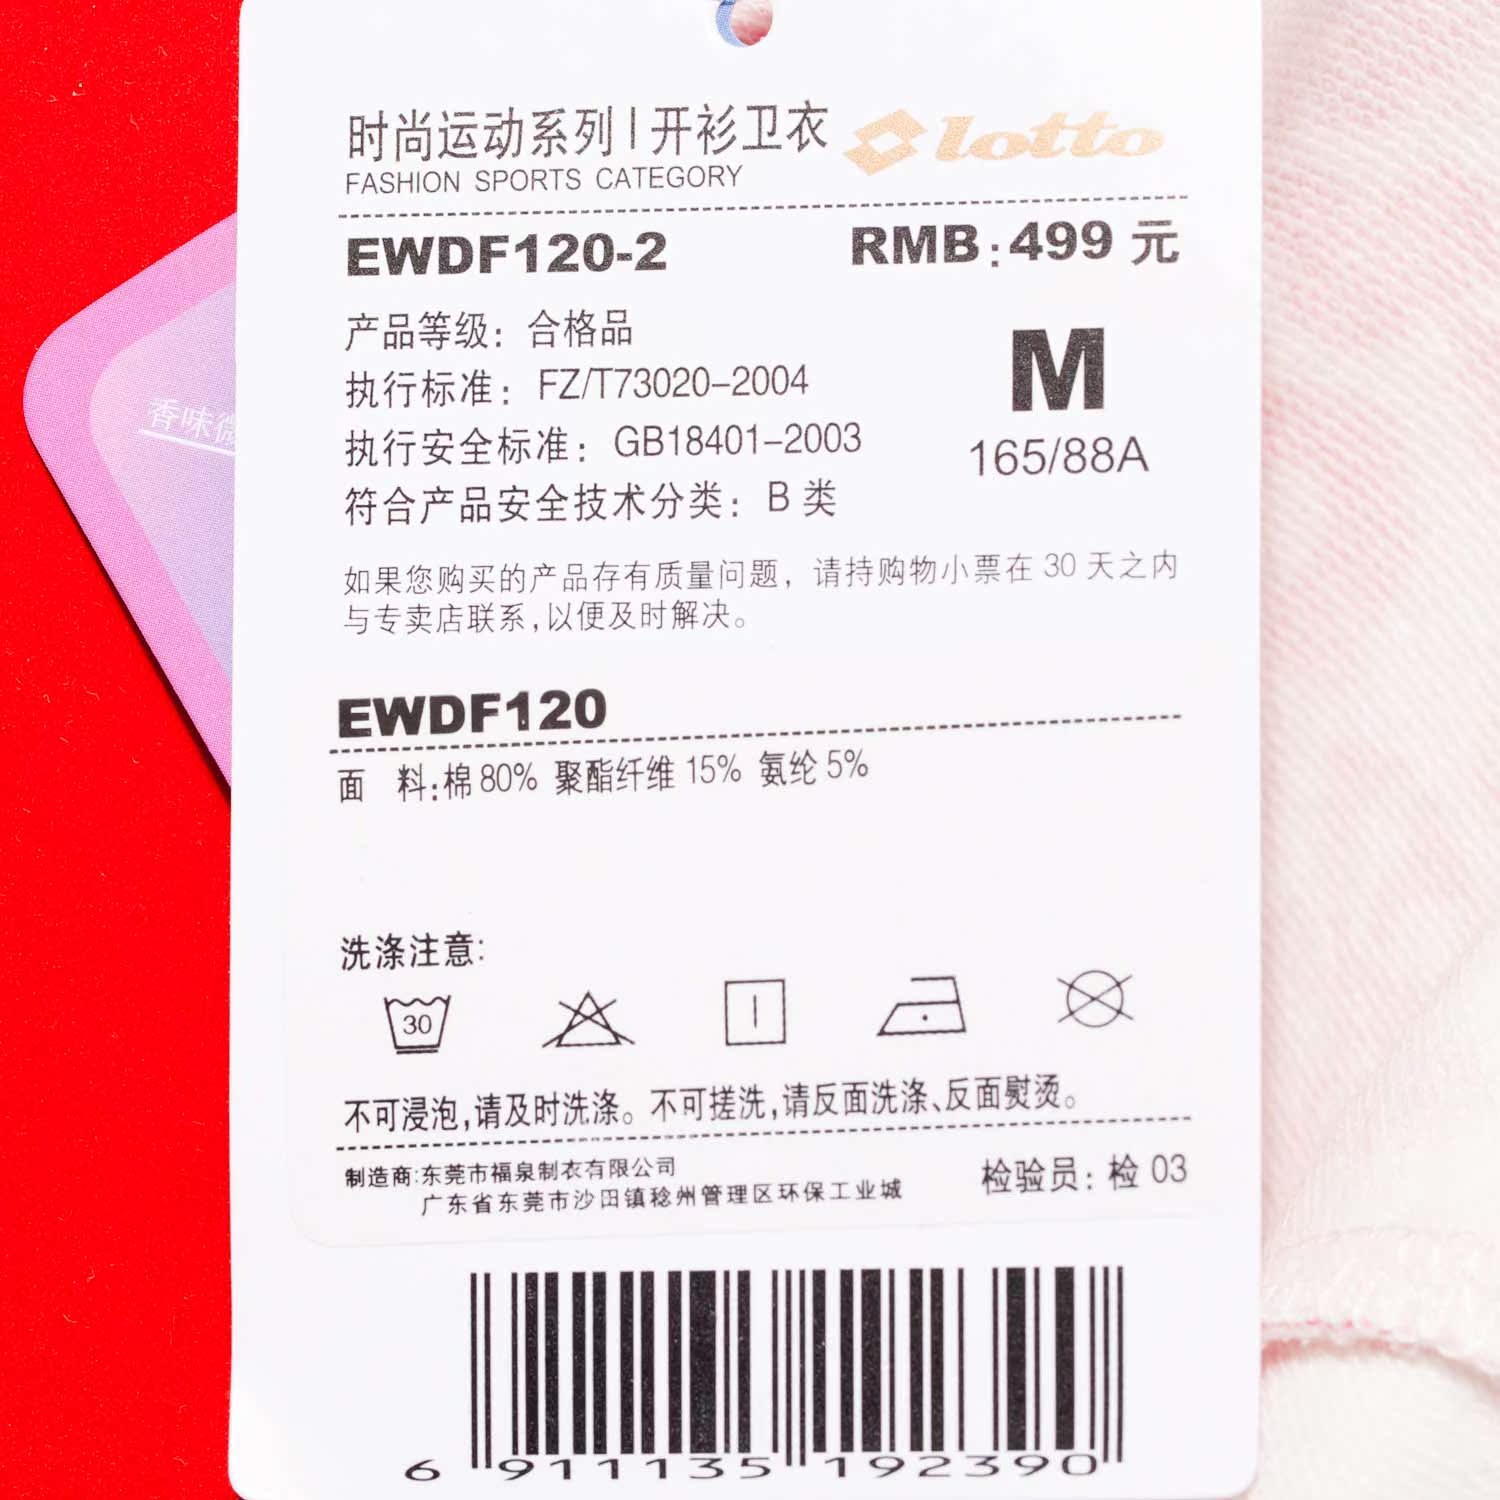 时尚运动系列 | 开衫卫衣 lotto
FASHION SPORTS CATEGORY
EWDF120-2 RMB:499 元
产品等级：合格品
执行标准：FZ/T73020-2004
M
执行安全标准：GB18401-2003
165/88A
符合产品安全技术分类：B 类
香味微
如果您购买的产品存有质量问题，请持购物小票在 30 天之内
与专卖店联系,以便及时解决。
EWDF120
面 料:棉 80% 聚酯纤维 15% 氨纶 5%
洗涤注意:
30
不可浸泡,请及时洗涤。不可搓洗,请反面洗涤、反面熨烫。
制造商:东莞市福泉制衣有限公司
广东省东莞市沙田镇稔州管理区环保工业城
检验员：检 03
6 911135 192390